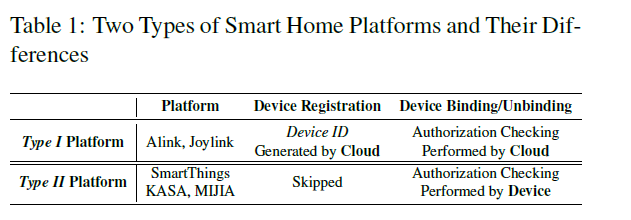 Table 1: Two Types of Smart Home Platforms and Their Dif-
ferences
Platform Device Registration Device Binding/Unbinding
Type I Platform Alink, Joylink Device ID Generated by Cloud Authorization Checking Performed by Cloud
Type II Platform SmartThings KASA, MIJIA Skipped Authorization Checking Performed by Device